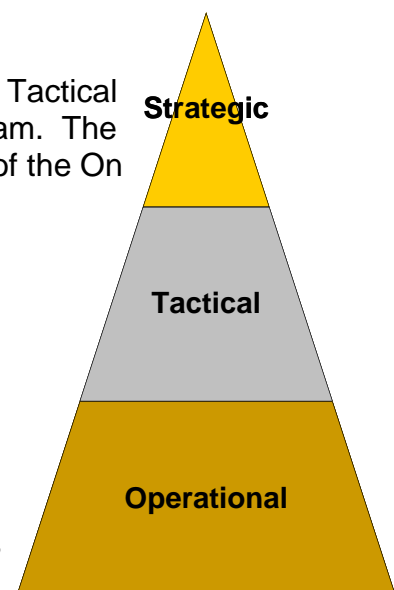 Tactical
am. The
of the On
Strategic
Tactical
Operational